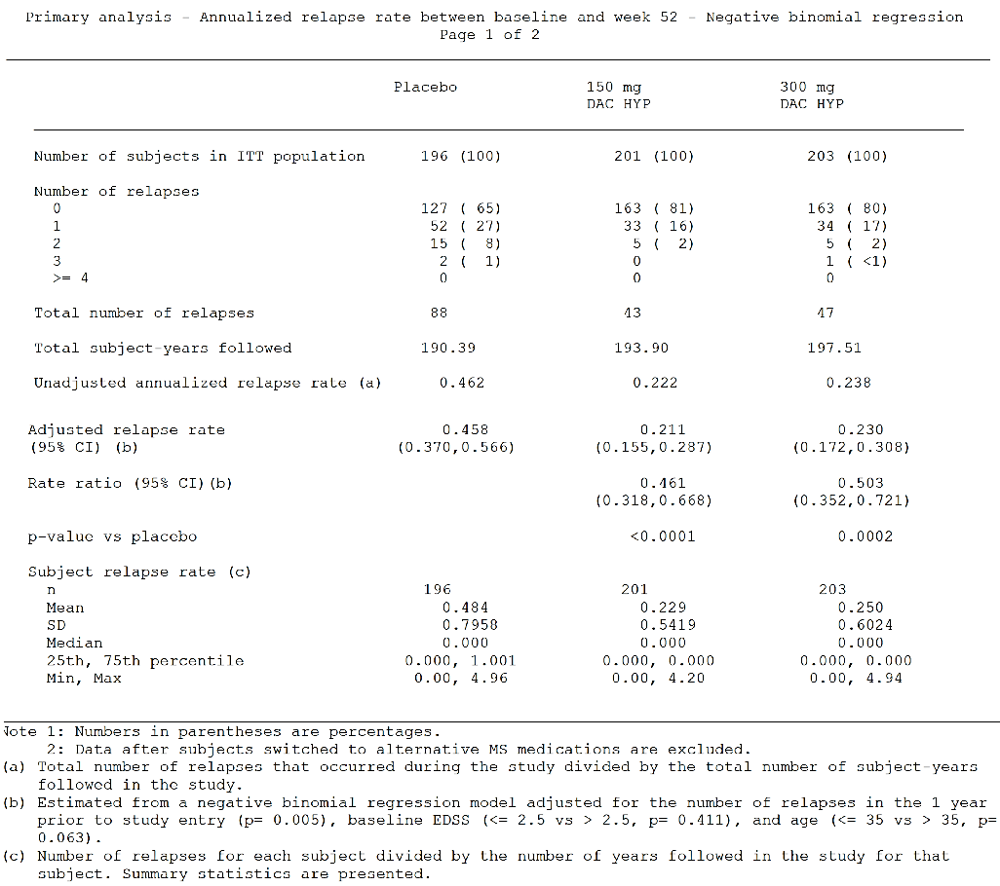 Primary analysis - Annualized relapse rate between baseline and week 52 - Negative binomial regression
Page 1 of 2
Placebo 150 mg 300 mg
DAC HYP DAC HYP
Number of subjects in ITT population 196 (100) 201 (100) 203 (100)
Number of relapses
0 127 ( 65) 163 ( 81) 163 ( 80)
1 52 ( 27) 33 ( 16) 34 ( 17)
2 15 ( 8) 5 ( 2) 5 ( 2)
3 2 ( 1) 0 1 ( <1)
>= 4 0 0 0
Total number of relapses 88 43 47
Total subject-years followed 190.39 193.90 197.51
Unadjusted annualized relapse rate (a) 0.462 0.222 0.238
Adjusted relapse rate 0.458 0.211 0.230
(95% CI) (b) (0.370,0.566) (0.155,0.287) (0.172,0.308)
Rate ratio (95% CI)(b) 0.461 0.503
(0.318,0.668) (0.352,0.721)
p-value vs placebo <0.0001 0.0002
Subject relapse rate (c)
n 196 201 203
Mean 0.484 0.229 0.250
SD 0.7958 0.5419 0.6024
Median 0.000 0.000 0.000
25th, 75th percentile 0.000, 1.001 0.000, 0.000 0.000, 0.000
Min, Max 0.00, 4.96 0.00, 4.20 0.00, 4.94
Note 1: Numbers in parentheses are percentages.
2: Data after subjects switched to alternative MS medications are excluded.
(a) Total number of relapses that occurred during the study divided by the total number of subject-years
followed in the study.
(b) Estimated from a negative binomial regression model adjusted for the number of relapses in the 1 year
prior to study entry (p= 0.005), baseline EDSS (<= 2.5 vs > 2.5, p= 0.411), and age (<= 35 vs > 35, p=
0.063).
(c) Number of relapses for each subject divided by the number of years followed in the study for that
subject. Summary statistics are presented.